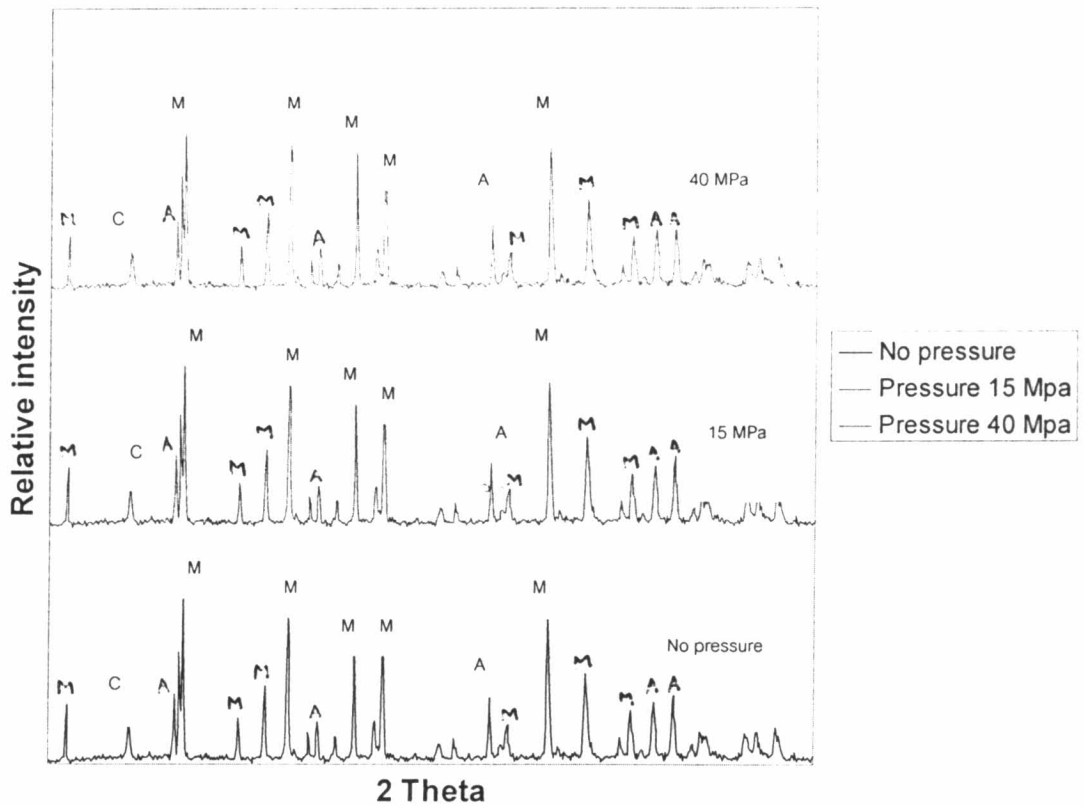 M M M
M
A M M
M C A M M A M 40 MPa
M M M A A
Relative intensity
M M M M
M M
M C A M A M 15 MPa
A M M A A
M M M M M
No pressure
M C A M M A M
M A M M A A
2 Theta
No pressure
Pressure 15 Mpa
Pressure 40 Mpa